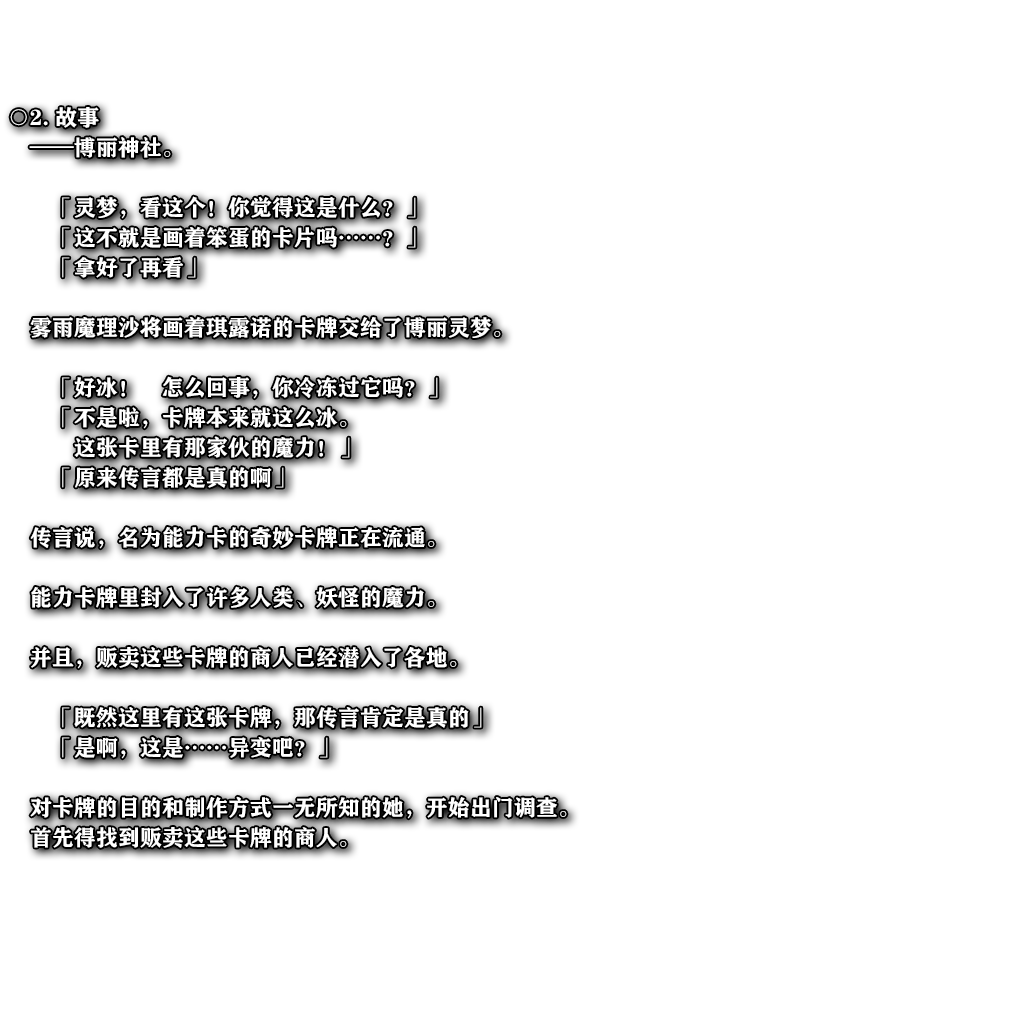 ◎2. 故事
——博丽神社。
「灵梦，看这个！你觉得这是什么？」
「这不就是画着笨蛋的卡片吗……？」
「拿好了再看」
雾雨魔理沙将画着琪露诺的卡牌交给了博丽灵梦。
「好冰！　怎么回事，你冷冻过它吗？」
「不是啦，卡牌本来就这么冰。
这张卡里有那家伙的魔力！」
「原来传言都是真的啊」
传言说，名为能力卡的奇妙卡牌正在流通。
能力卡牌里封入了许多人类、妖怪的魔力。
并且，贩卖这些卡牌的商人已经潜入了各地。
「既然这里有这张卡牌，那传言肯定是真的」
「是啊，这是……异变吧？」
对卡牌的目的和制作方式一无所知的她，开始出门调查。
首先得找到贩卖这些卡牌的商人。